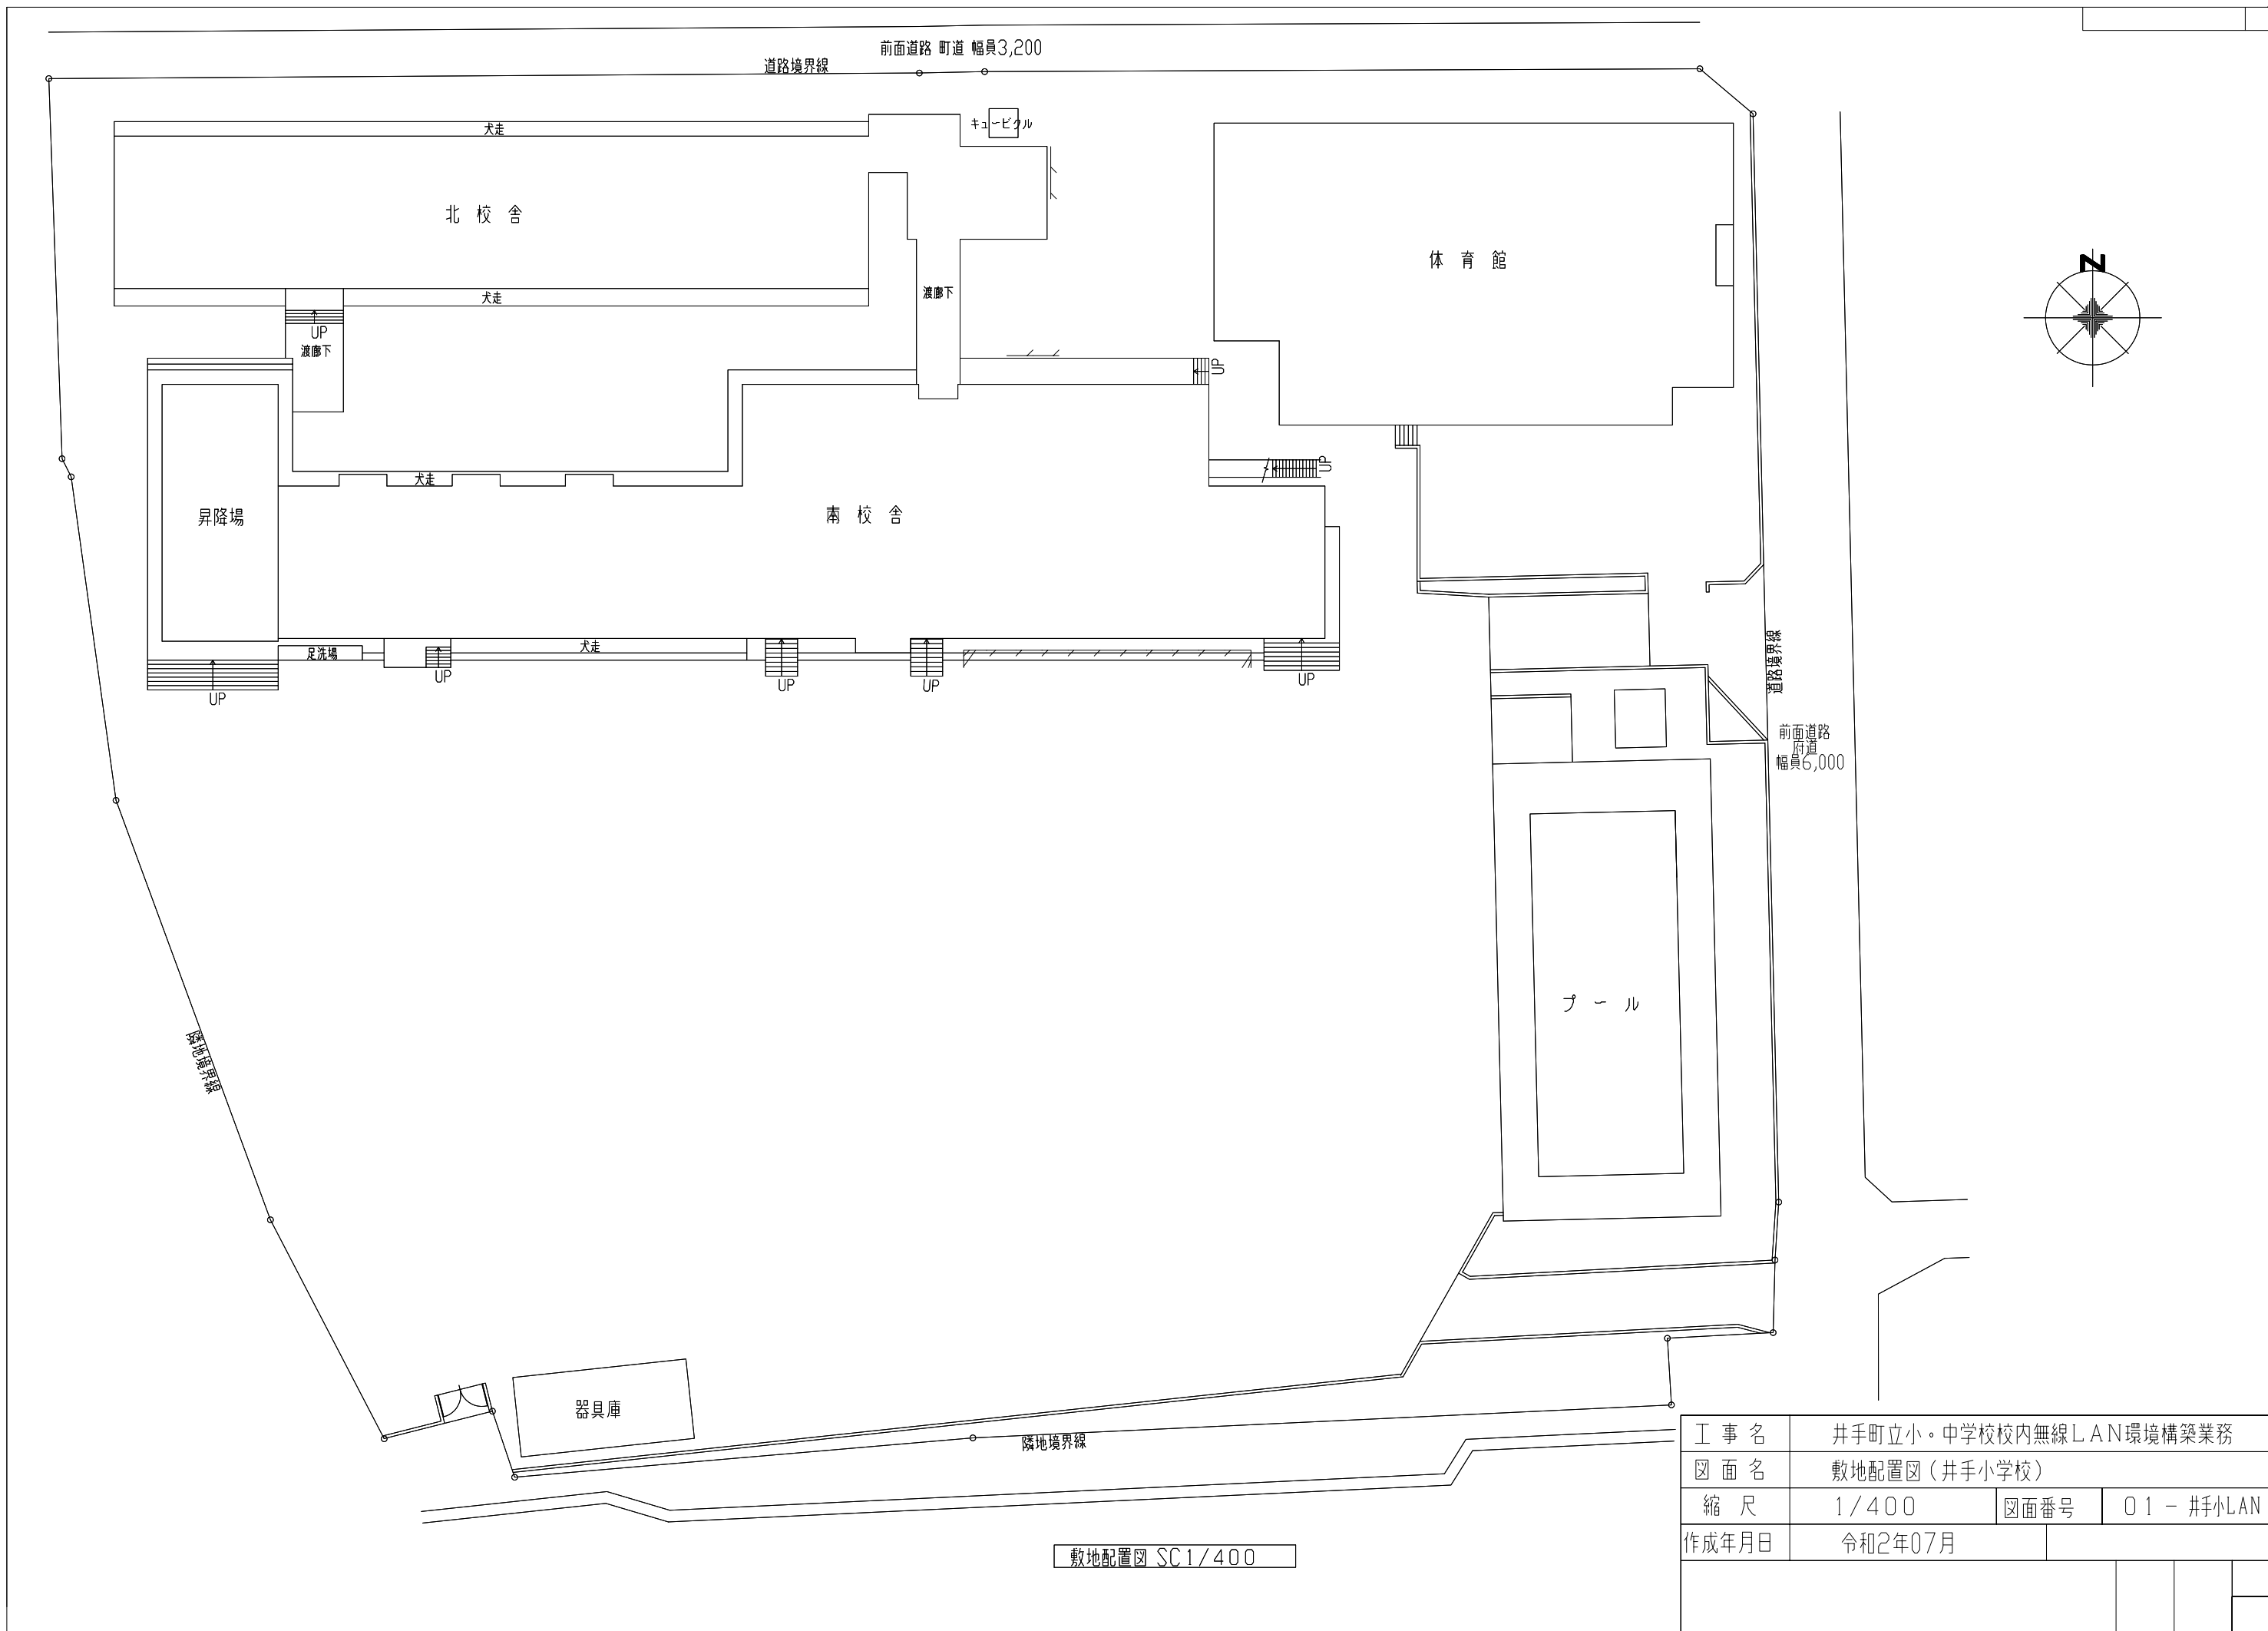 前面道路 町道 幅員3,200
道路境界線
犬走
キュービクル
北 校 舎
体 育 館
N
犬走
渡廊下
UP
渡廊下
UP
UP
犬走
昇降場
南 校 舎
足洗場
犬走
UP
UP
UP
UP
UP
道路境界線
前面道路
府道
幅員6,000
プ ー ル
隣地境界線
器具庫
隣地境界線
工 事 名 井手町立小・中学校校内無線LAN環境構築業務
図 面 名 敷地配置図(井手小学校)
縮 尺 1/400 図面番号 01 - 井手小LAN
作成年月日 令和2年07月
敷地配置図 SC1/400